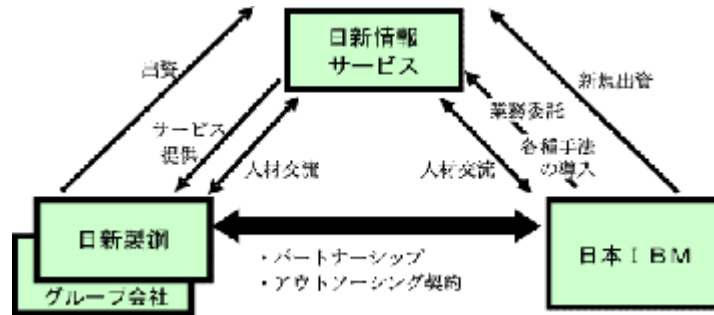 日新情報
サービス
出資
サービス
提供
人材交流
人材交流
業務委託
各種手法
の導入
新規出資
日新製鋼
グループ会社
・パートナーシップ
・アウトソーシング契約
日本IBM